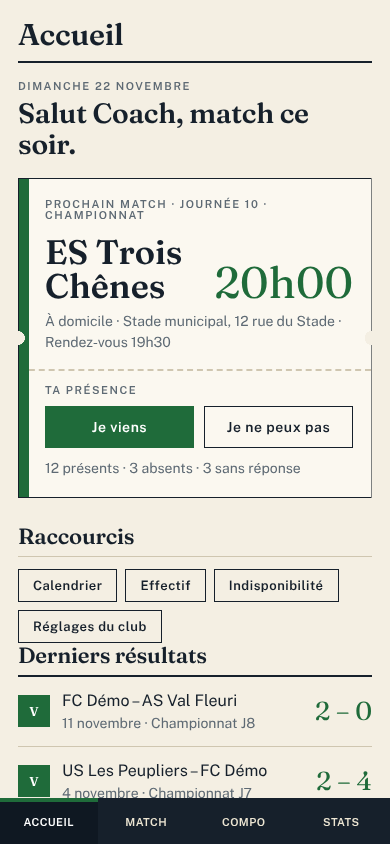 Accueil
DIMANCHE 22 NOVEMBRE
Salut Coach, match ce
soir.
PROCHAIN MATCH · JOURNÉE 10 ·
CHAMPIONNAT
ES Trois
Chênes
20h00
À domicile · Stade municipal, 12 rue du Stade ·
Rendez-vous 19h30
TA PRÉSENCE
Je viens
Je ne peux pas
12 présents · 3 absents · 3 sans réponse
Raccourcis
Calendrier
Effectif
Indisponibilité
Réglages du club
Derniers résultats
V
FC Démo – AS Val Fleuri
2 – 0
11 novembre · Championnat J8
V
US Les Peupliers – FC Démo
2 – 4
4 novembre · Championnat J7
ACCUEIL
MATCH
COMPO
STATS